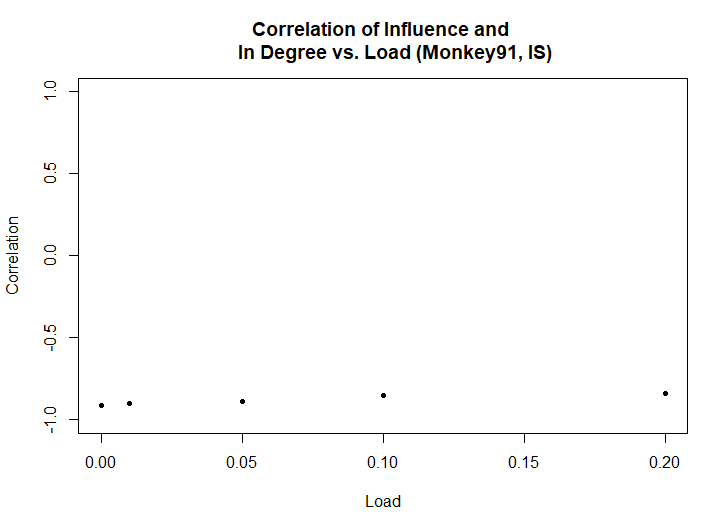 Correlation of Influence and
In Degree vs. Load (Monkey91, IS)
Correlation
1.0
0.5
0.0
-0.5
-1.0
0.00
0.05
0.10
0.15
0.20
Load